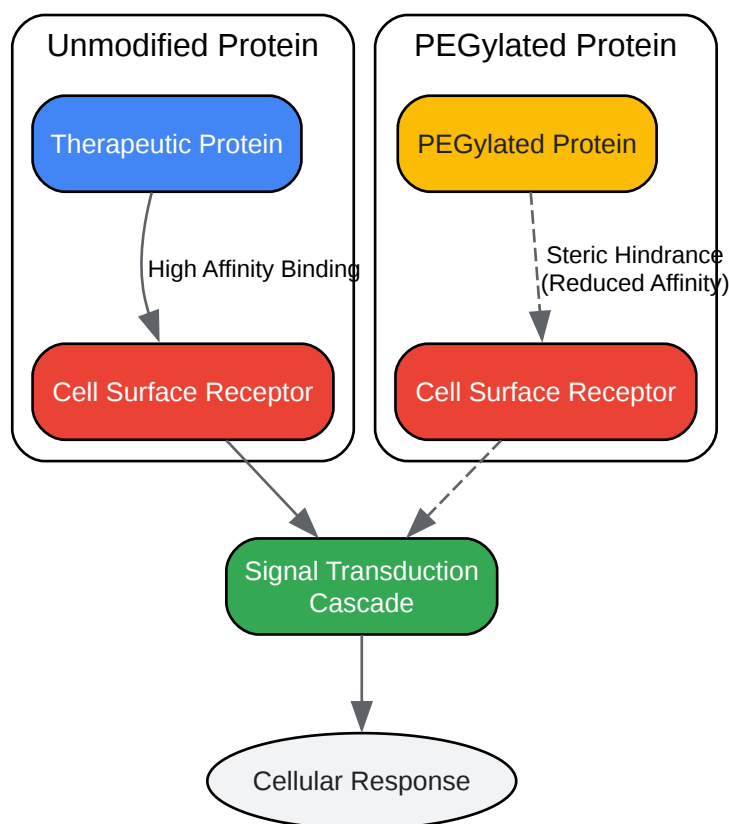 Unmodified Protein
Therapeutic Protein
High Affinity Binding
Cell Surface Receptor
PEGylated Protein
PEGylated Protein
Steric Hindrance
(Reduced Affinity)
Cell Surface Receptor
Signal Transduction
Cascade
Cellular Response